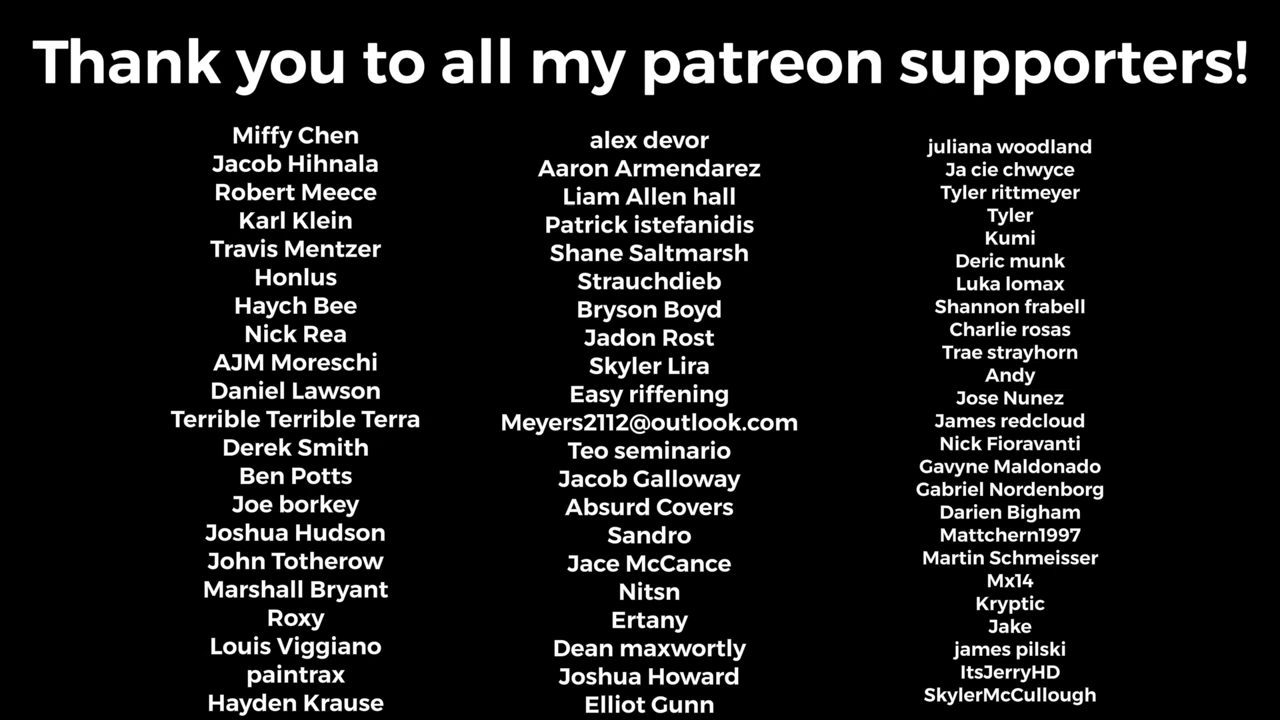 Thank you to all my patreon supporters!
Miffy Chen
Jacob Hihnala
Robert Meece
Karl Klein
Travis Mentzer
Honlus
Haych Bee
Nick Rea
AJM Moreschi
Daniel Lawson
Terrible Terrible Terra
Derek Smith
Ben Potts
Joe borkey
Joshua Hudson
John Totherow
Marshall Bryant
Roxy
Louis Viggiano
paintrax
Hayden Krause
alex devor
Aaron Armendarez
Liam Allen hall
Patrick istefanidis
Shane Saltmarsh
Strauchdieb
Bryson Boyd
Jadon Rost
Skyler Lira
Easy riffening
Meyers2112@outlook.com
Teo seminario
Jacob Galloway
Absurd Covers
Sandro
Jace McCance
Nitsn
Ertany
Dean maxwortly
Joshua Howard
Elliot Gunn
juliana woodland
Ja cie chwyce
Tyler rittmeyer
Tyler
Kumi
Deric munk
Luka lomax
Shannon frabell
Charlie rosas
Trae strayhorn
Andy
Jose Nunez
James redcloud
Nick Fioravanti
Gavyne Maldonado
Gabriel Nordenborg
Darien Bigham
Mattchern1997
Martin Schmeisser
Mx14
Kryptic
Jake
james pilski
ItsJerryHD
SkylerMcCullough